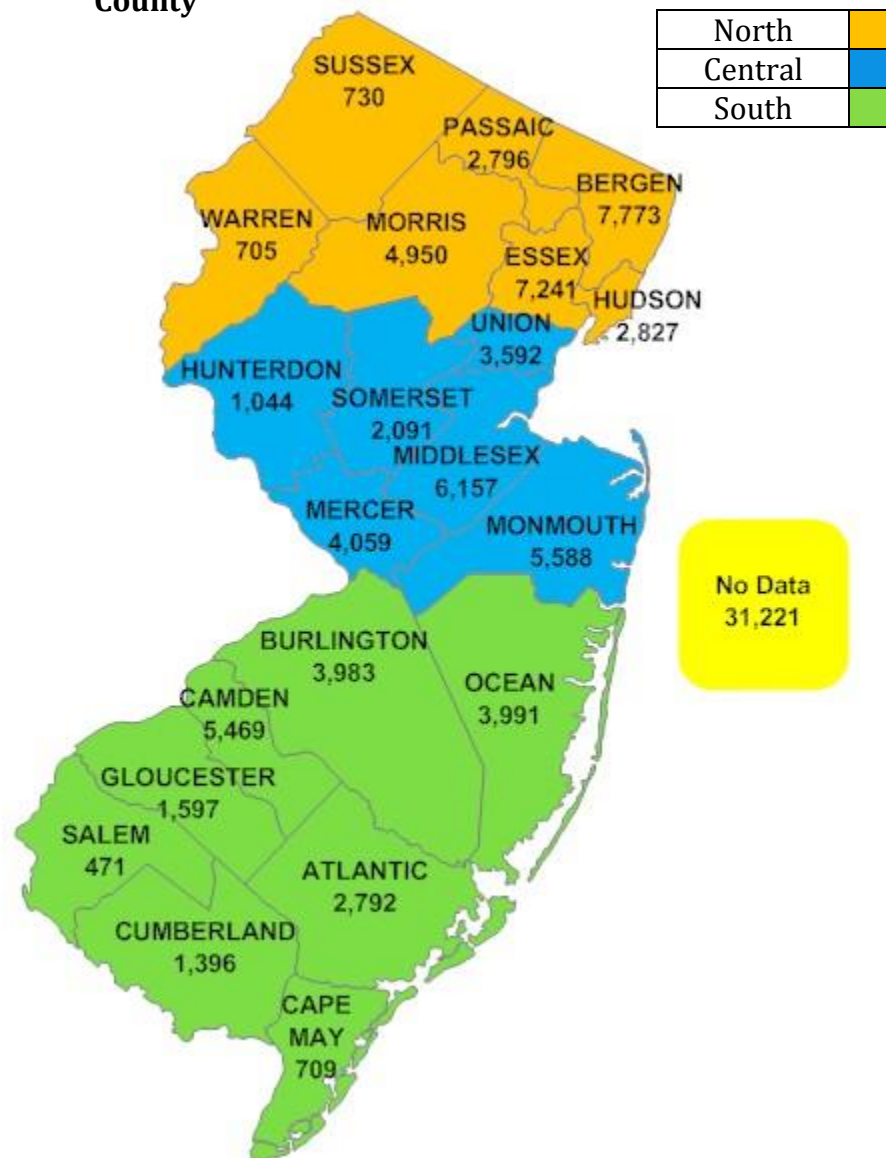 County
North
Central
South
SUSSEX
730
PASSAIC
2,796
BERGEN
7,773
WARREN
705
MORRIS
4,950
ESSEX
7,241
HUDSON
2,827
UNION
3,592
HUNTERDON
1,044
SOMERSET
2,091
MIDDLESEX
6,157
MERCER
4,059
MONMOUTH
5,588
No Data
31,221
BURLINGTON
3,983
OCEAN
3,991
CAMDEN
5,469
GLOUCESTER
1,597
SALEM
471
ATLANTIC
2,792
CUMBERLAND
1,396
CAPE
MAY
709